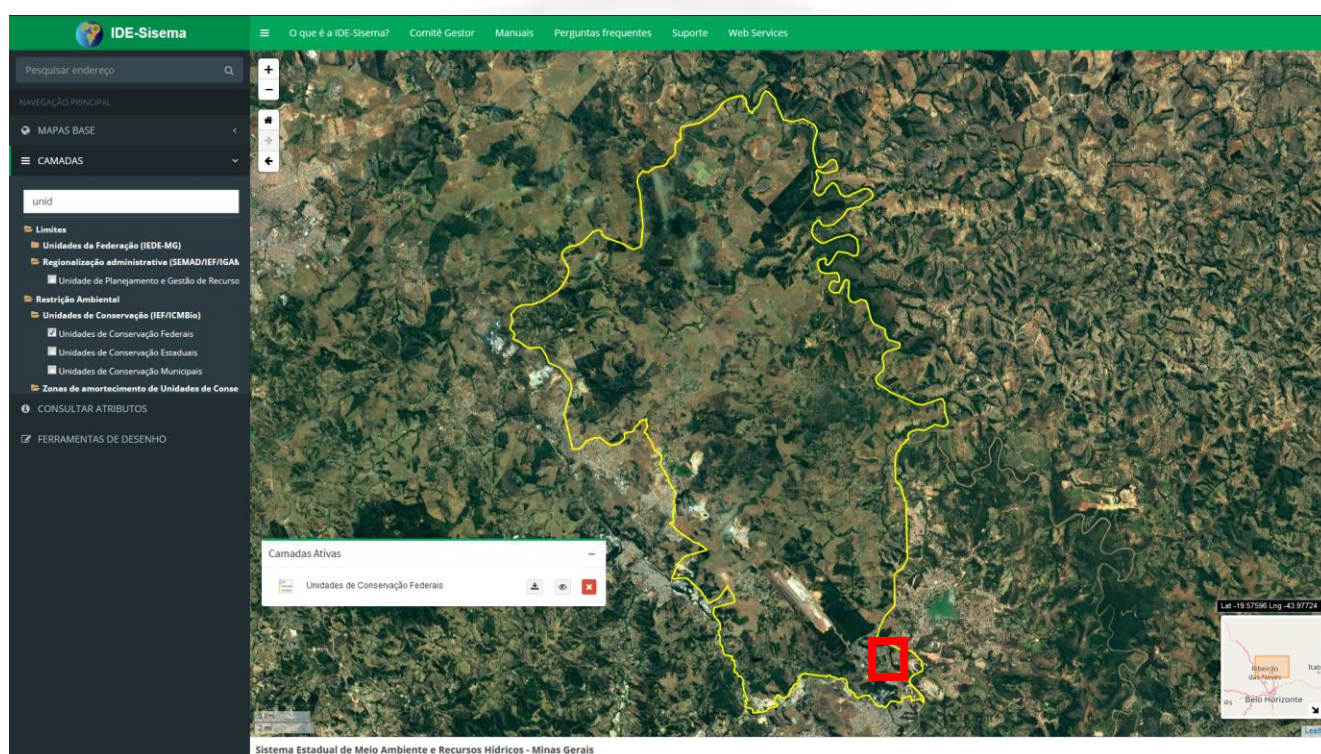 IDE-Sisema
O que é a IDE-Sisema? Comitê Gestor Manuais Perguntas frequentes Suporte Web Services
Pesquisar endereço
NAVEGAÇÃO PRINCIPAL
MAPAS BASE
CAMADAS
unid
Limites
Unidades da Federação (IEDE-MG)
Regionalização administrativa (SEMAD/IEF/IGAM
Unidade de Planejamento e Gestão de Recurso
Restrição Ambiental
Unidades de Conservação (IEF/ICMBio)
Unidades de Conservação Federais
Unidades de Conservação Estaduais
Unidades de Conservação Municipais
Zonas de amortecimento de Unidades de Conse
CONSULTAR ATRIBUTOS
FERRAMENTAS DE DESENHO
+
−
Camadas Ativas −
Unidades de Conservação Federais
Lat -19.57596 Lng -43.97724
Ribeirão
das Neves
Itab
Belo Horizonte
Sistema Estadual de Meio Ambiente e Recursos Hídricos - Minas Gerais